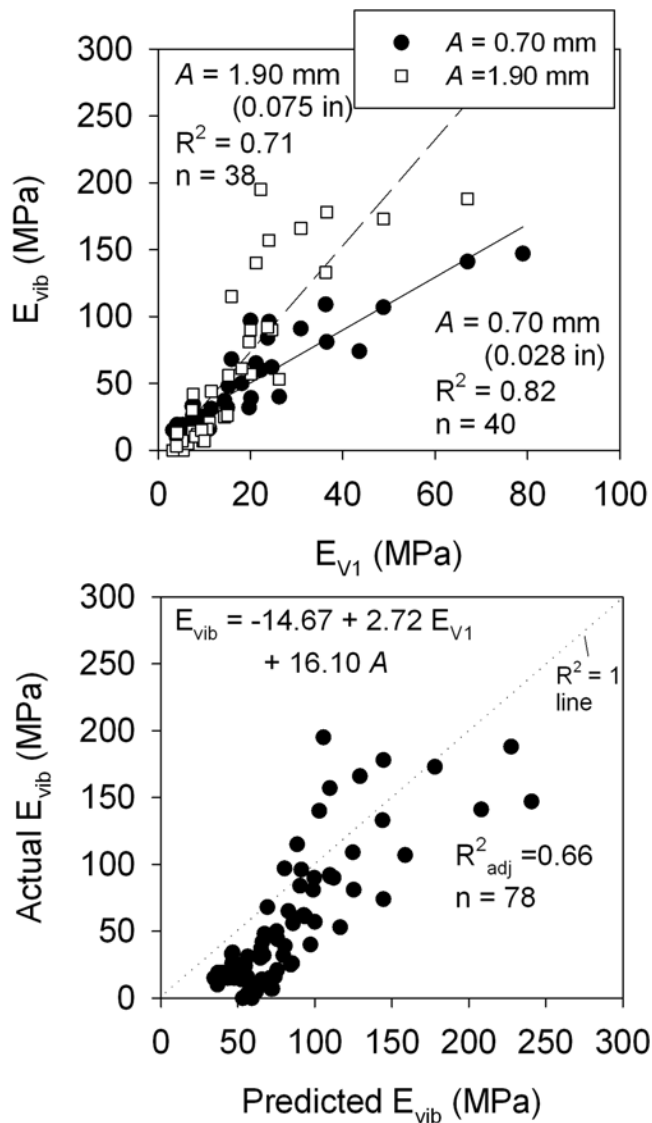 300
250
200
150
100
50
0
E_vib (MPa)
A = 0.70 mm
A =1.90 mm
A = 1.90 mm
(0.075 in)
R² = 0.71
n = 38
A = 0.70 mm
(0.028 in)
R² = 0.82
n = 40
0 20 40 60 80 100
E_V1 (MPa)
300
250
200
150
100
50
0
Actual E_vib (MPa)
E_vib = -14.67 + 2.72 E_V1
+ 16.10 A
R² = 1
line
R²_adj =0.66
n = 78
0 50 100 150 200 250 300
Predicted E_vib (MPa)